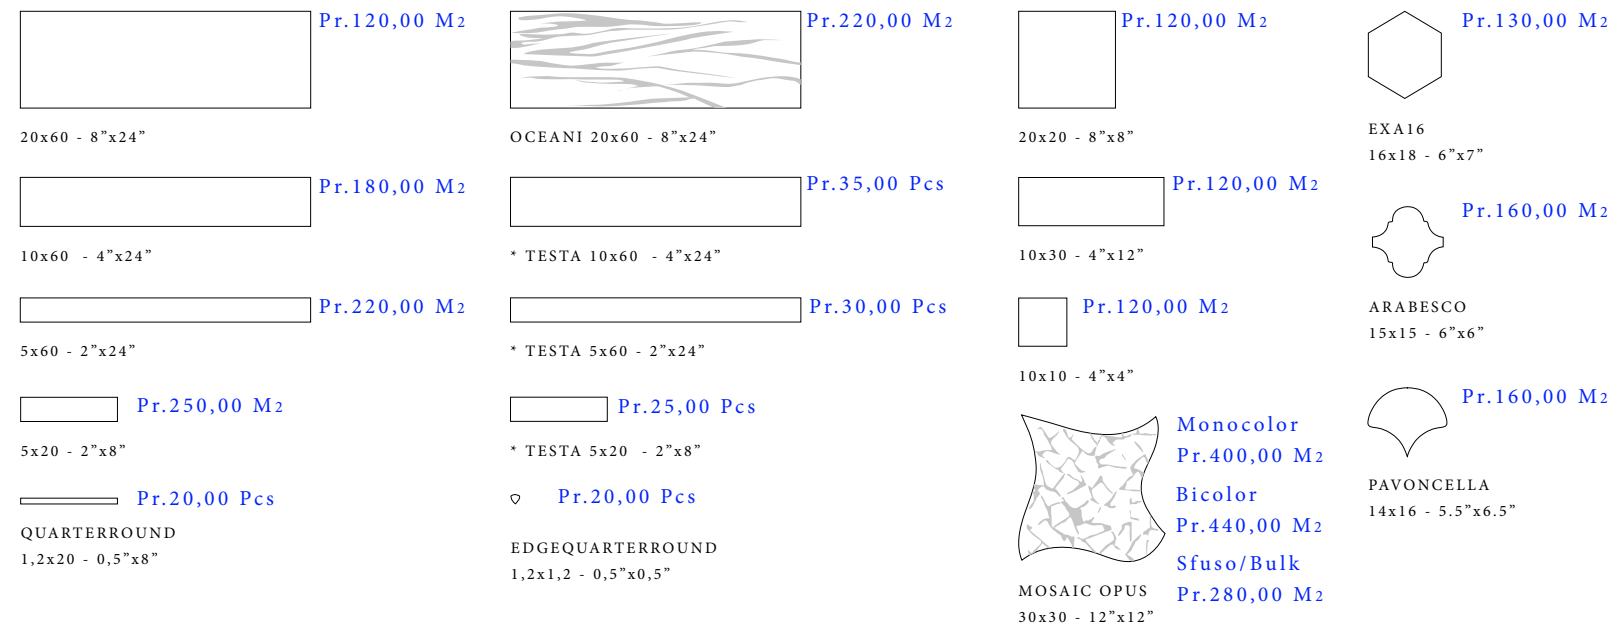 Pr.120,00 M2
20x60 - 8”x24”
Pr.180,00 M2
10x60  - 4”x24”
Pr.220,00 M2
5x60 - 2”x24”
Pr.250,00 M2
5x20 - 2”x8”
Pr.20,00 Pcs
QUARTERROUND
1,2x20 - 0,5”x8”
Pr.220,00 M2
OCEANI 20x60 - 8”x24”
Pr.35,00 Pcs
* TESTA 10x60  - 4”x24”
Pr.30,00 Pcs
* TESTA 5x60 - 2”x24”
Pr.25,00 Pcs
* TESTA 5x20  - 2”x8”
Pr.20,00 Pcs
EDGEQUARTERROUND
1,2x1,2 - 0,5”x0,5”
Pr.120,00 M2
20x20 - 8”x8”
Pr.120,00 M2
10x30 - 4”x12”
Pr.120,00 M2
10x10 - 4”x4”
Monocolor
Pr.400,00 M2
Bicolor
Pr.440,00 M2
Sfuso/Bulk
Pr.280,00 M2
MOSAIC OPUS
30x30 - 12”x12”
Pr.130,00 M2
EXA16
16x18 - 6”x7”
Pr.160,00 M2
ARABESCO
15x15 - 6”x6”
Pr.160,00 M2
PAVONCELLA
14x16 - 5.5”x6.5”